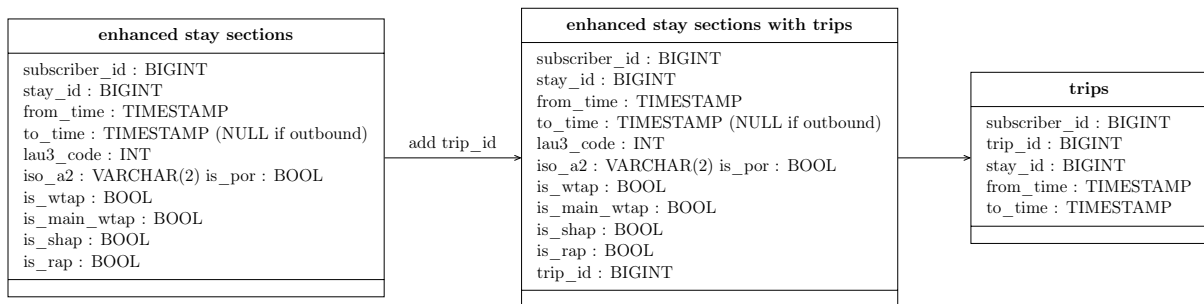 enhanced stay sections
subscriber_id : BIGINT
stay_id : BIGINT
from_time : TIMESTAMP
to_time : TIMESTAMP (NULL if outbound)
lau3_code : INT
iso_a2 : VARCHAR(2) is_por : BOOL
is_wtap : BOOL
is_main_wtap : BOOL
is_shap : BOOL
is_rap : BOOL
add trip_id
enhanced stay sections with trips
subscriber_id : BIGINT
stay_id : BIGINT
from_time : TIMESTAMP
to_time : TIMESTAMP (NULL if outbound)
lau3_code : INT
iso_a2 : VARCHAR(2) is_por : BOOL
is_wtap : BOOL
is_main_wtap : BOOL
is_shap : BOOL
is_rap : BOOL
trip_id : BIGINT
trips
subscriber_id : BIGINT
trip_id : BIGINT
stay_id : BIGINT
from_time : TIMESTAMP
to_time : TIMESTAMP